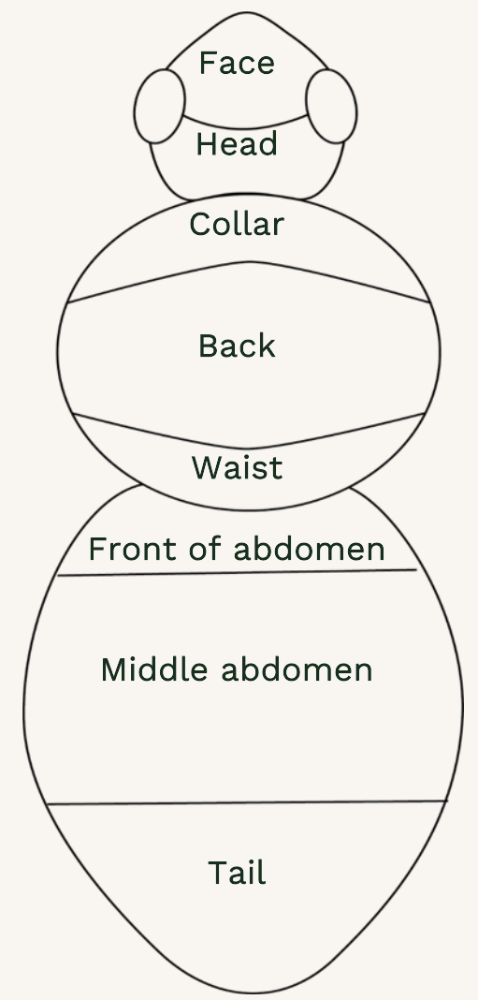 Face
Head
Collar
Back
Waist
Front of abdomen
Middle abdomen
Tail